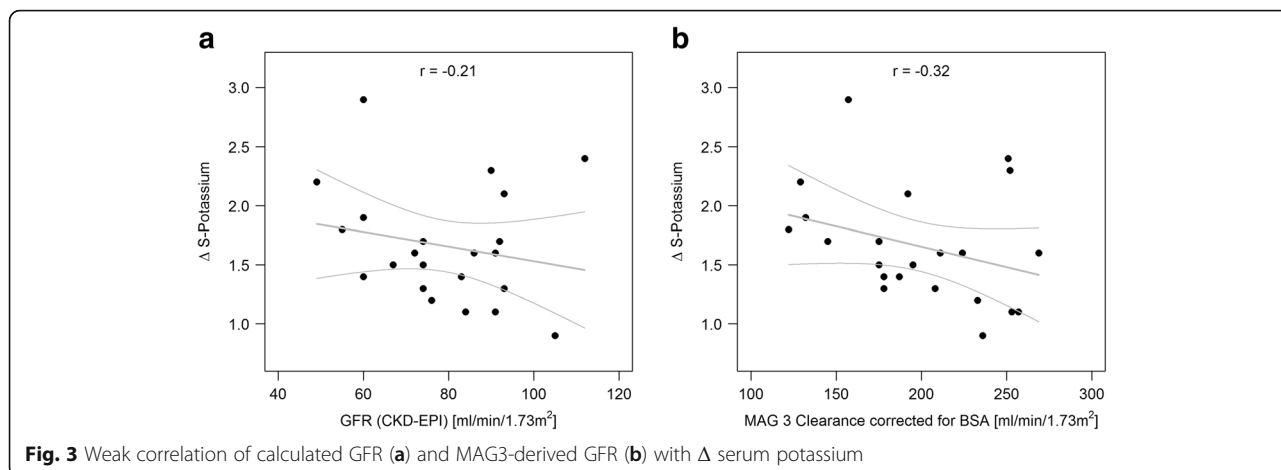 a
r = -0.21
Δ S-Potassium
3.0
2.5
2.0
1.5
1.0
40 60 80 100 120
GFR (CKD-EPI) [ml/min/1.73m²]
b
r = -0.32
Δ S-Potassium
3.0
2.5
2.0
1.5
1.0
100 150 200 250 300
MAG 3 Clearance corrected for BSA [ml/min/1.73m²]
Fig. 3 Weak correlation of calculated GFR (a) and MAG3-derived GFR (b) with Δ serum potassium